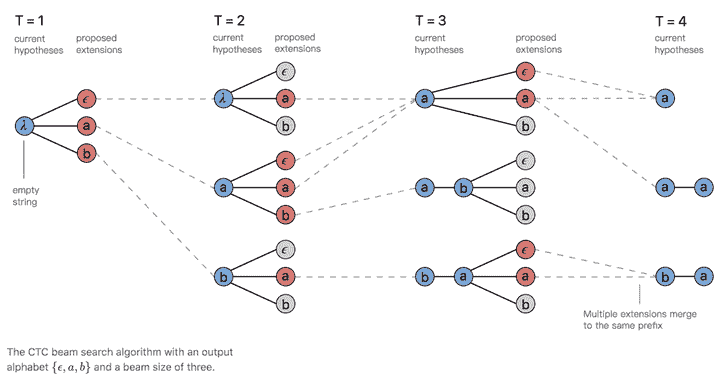 T = 1
T = 2
T = 3
T = 4
current hypotheses
proposed extensions
current hypotheses
proposed extensions
current hypotheses
proposed extensions
current hypotheses
λ
ϵ
a
b
empty string
λ
ϵ
a
b
a
ϵ
a
b
b
ϵ
a
b
a
ϵ
a
b
a b
ϵ
a
b
b a
ϵ
a
b
a
a a
b a
Multiple extensions merge
to the same prefix
The CTC beam search algorithm with an output
alphabet {ϵ, a, b} and a beam size of three.